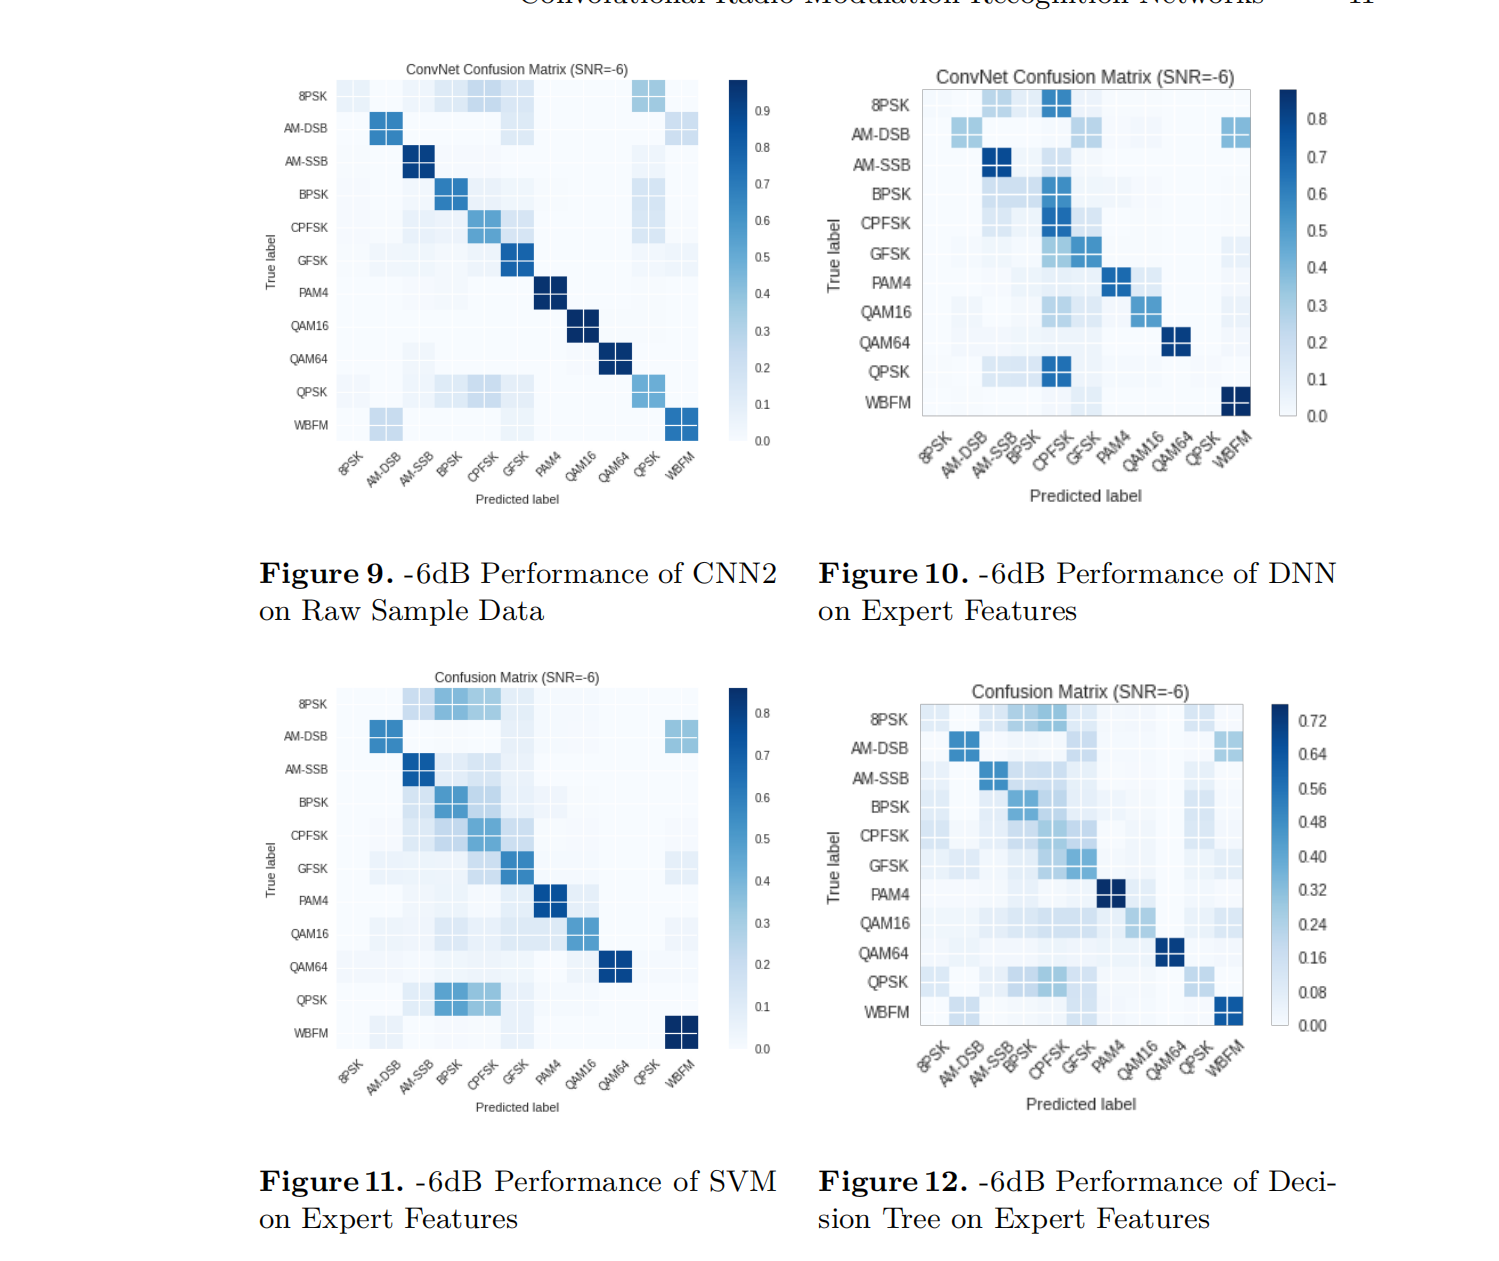 Convolutional Radio Modulation Recognition Networks 11
ConvNet Confusion Matrix (SNR=-6)
8PSK
AM-DSB
AM-SSB
BPSK
CPFSK
GFSK
PAM4
QAM16
QAM64
QPSK
WBFM
True label
8PSK AM-DSB AM-SSB BPSK CPFSK GFSK PAM4 QAM16 QAM64 QPSK WBFM
Predicted label
0.9
0.8
0.7
0.6
0.5
0.4
0.3
0.2
0.1
0.0
ConvNet Confusion Matrix (SNR=-6)
8PSK
AM-DSB
AM-SSB
BPSK
CPFSK
GFSK
PAM4
QAM16
QAM64
QPSK
WBFM
True label
8PSK AM-DSB AM-SSB BPSK CPFSK GFSK PAM4 QAM16 QAM64 QPSK WBFM
Predicted label
0.8
0.7
0.6
0.5
0.4
0.3
0.2
0.1
0.0
Figure 9. -6dB Performance of CNN2
on Raw Sample Data
Figure 10. -6dB Performance of DNN
on Expert Features
Confusion Matrix (SNR=-6)
8PSK
AM-DSB
AM-SSB
BPSK
CPFSK
GFSK
PAM4
QAM16
QAM64
QPSK
WBFM
True label
8PSK AM-DSB AM-SSB BPSK CPFSK GFSK PAM4 QAM16 QAM64 QPSK WBFM
Predicted label
0.8
0.7
0.6
0.5
0.4
0.3
0.2
0.1
0.0
Confusion Matrix (SNR=-6)
8PSK
AM-DSB
AM-SSB
BPSK
CPFSK
GFSK
PAM4
QAM16
QAM64
QPSK
WBFM
True label
8PSK AM-DSB AM-SSB BPSK CPFSK GFSK PAM4 QAM16 QAM64 QPSK WBFM
Predicted label
0.72
0.64
0.56
0.48
0.40
0.32
0.24
0.16
0.08
0.00
Figure 11. -6dB Performance of SVM
on Expert Features
Figure 12. -6dB Performance of Deci-
sion Tree on Expert Features